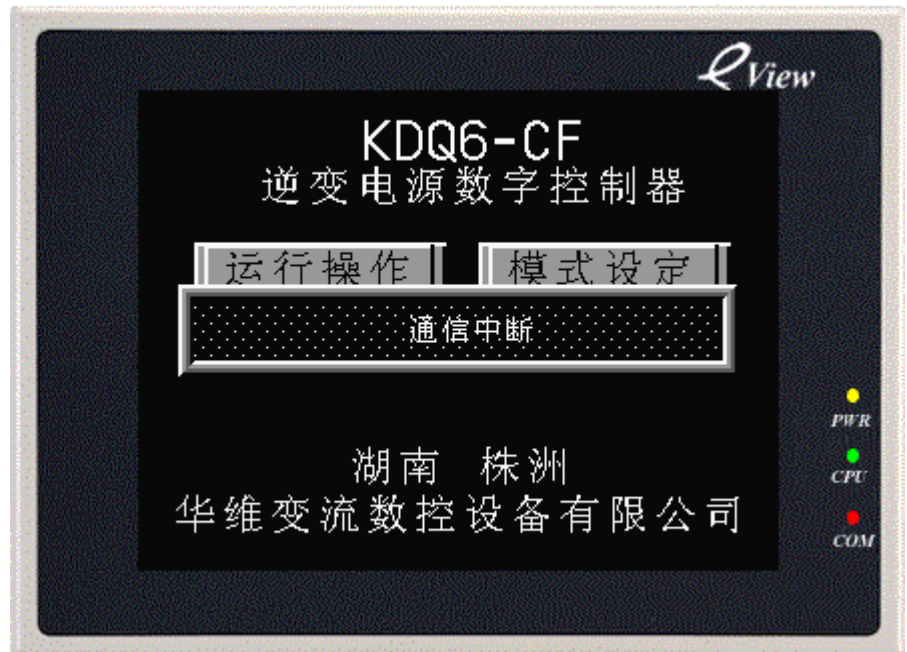 eView
KDQ6-CF
逆变电源数字控制器
运行操作 模式设定
通信中断
PWR
湖南 株洲
CPU
华维变流数控设备有限公司
COM